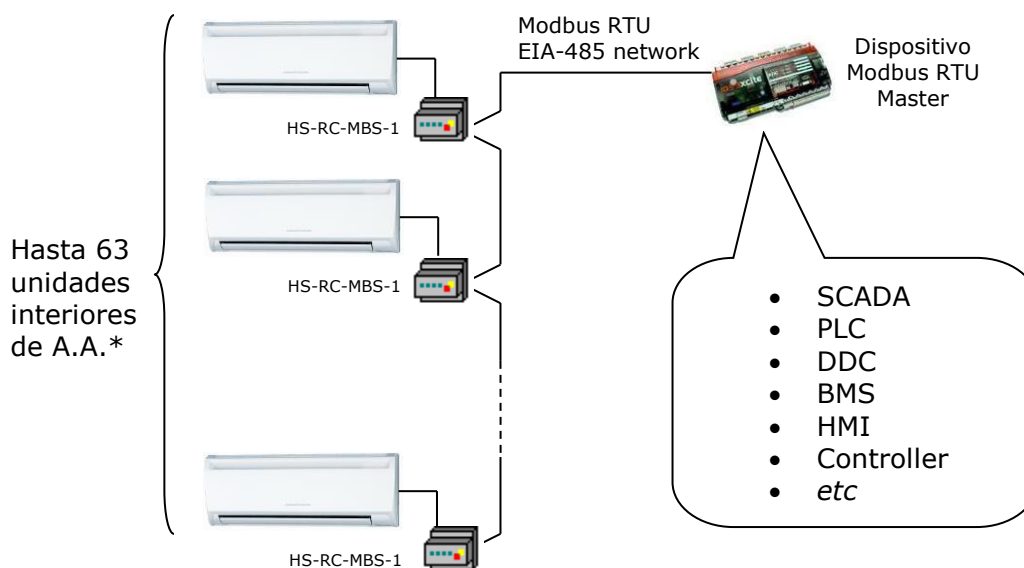 Modbus RTU
EIA-485 network
Dispositivo
Modbus RTU
Master
HS-RC-MBS-1
Hasta 63
unidades
interiores
de A.A.*
HS-RC-MBS-1
• SCADA
• PLC
• DDC
• BMS
• HMI
• Controller
• etc
HS-RC-MBS-1